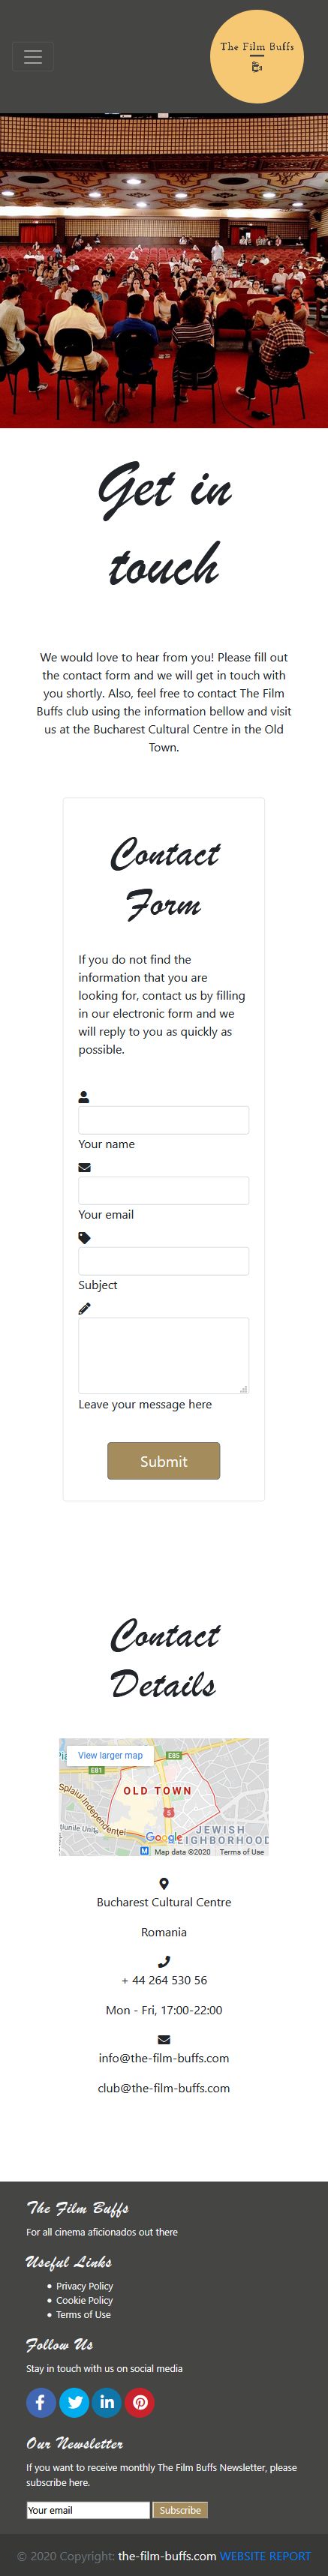 The Film Buffs
Get in
touch
We would love to hear from you! Please fill out
the contact form and we will get in touch with
you shortly. Also, feel free to contact The Film
Buffs club using the information bellow and visit
us at the Bucharest Cultural Centre in the Old
Town.
Contact
Form
If you do not find the
information that you are
looking for, contact us by filling
in our electronic form and we
will reply to you as quickly as
possible.
Your name
Your email
Subject
Leave your message here
Submit
Contact
Details
View larger map
E85
E81
Splaiul Independenței
OLD TOWN
5
tiunile Unite
JEWISH
NEIGHBORHOOD
Google
M
Map data ©2020
Terms of Use
Bucharest Cultural Centre
Romania
+ 44 264 530 56
Mon - Fri, 17:00-22:00
info@the-film-buffs.com
club@the-film-buffs.com
The Film Buffs
For all cinema aficionados out there
Useful Links
Privacy Policy
Cookie Policy
Terms of Use
Follow Us
Stay in touch with us on social media
Our Newsletter
If you want to receive monthly The Film Buffs Newsletter, please
subscribe here.
Your email Subscribe
© 2020 Copyright: the-film-buffs.com WEBSITE REPORT